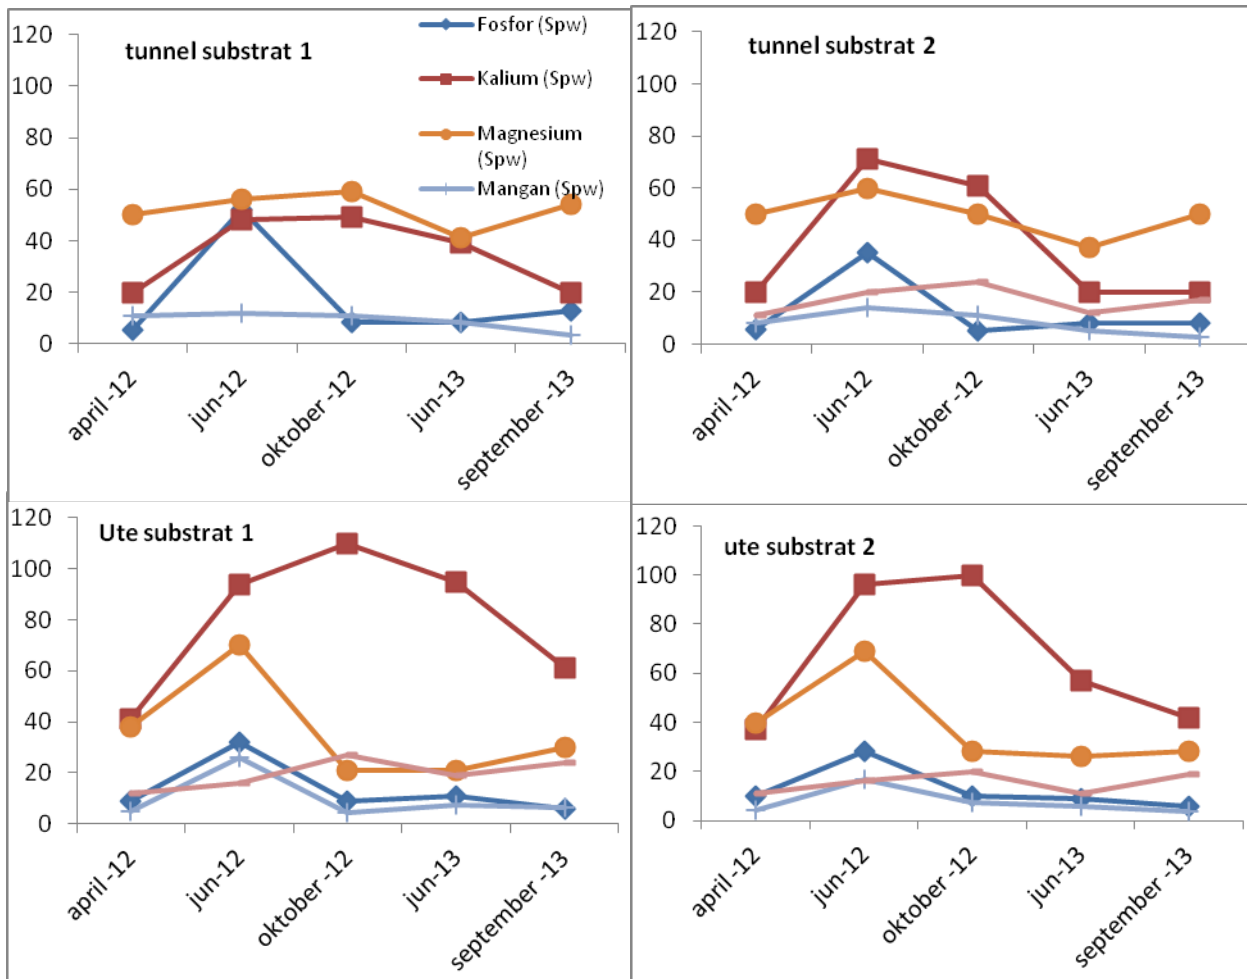 tunnel substrat 1
Fosfor (Spw)
Kalium (Spw)
Magnesium
(Spw)
Mangan (Spw)
120
100
80
60
40
20
0
april -12
jun-12
oktober -12
jun-13
september -13
tunnel substrat 2
120
100
80
60
40
20
0
april -12
jun-12
oktober -12
jun-13
september -13
Ute substrat 1
120
100
80
60
40
20
0
april -12
jun-12
oktober -12
jun-13
september -13
ute substrat 2
120
100
80
60
40
20
0
april -12
jun-12
oktober -12
jun-13
september -13